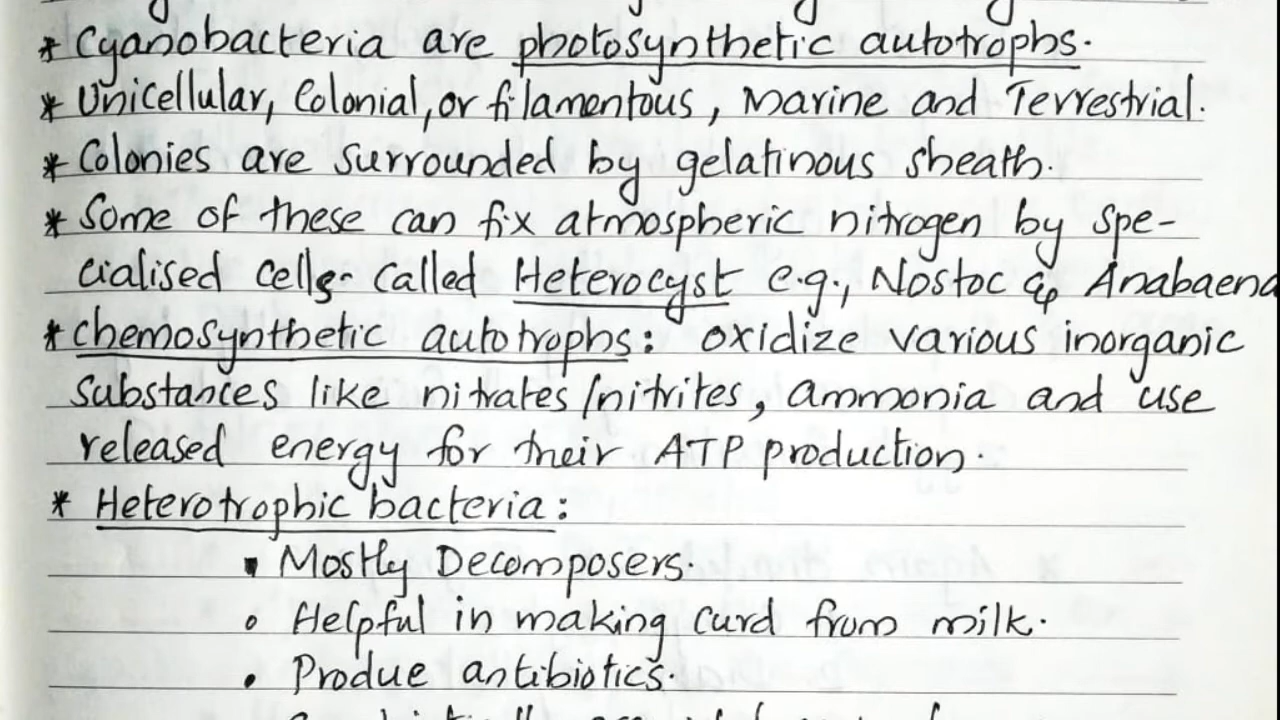 * Cyanobacteria are photosynthetic autotrophs.
* Unicellular, Colonial, or filamentous, Marine and Terrestrial.
* Colonies are surrounded by gelatinous sheath.
* Some of these can fix atmospheric nitrogen by spe-
cialised cells called Heterocyst e.g., Nostoc & Anabaena
* Chemosynthetic autotrophs: oxidize various inorganic
substances like nitrates/nitrites, ammonia and use
released energy for their ATP production.
* Heterotrophic bacteria:
▪ Mostly Decomposers.
∘ Helpful in making curd from milk.
• Produe antibiotics.